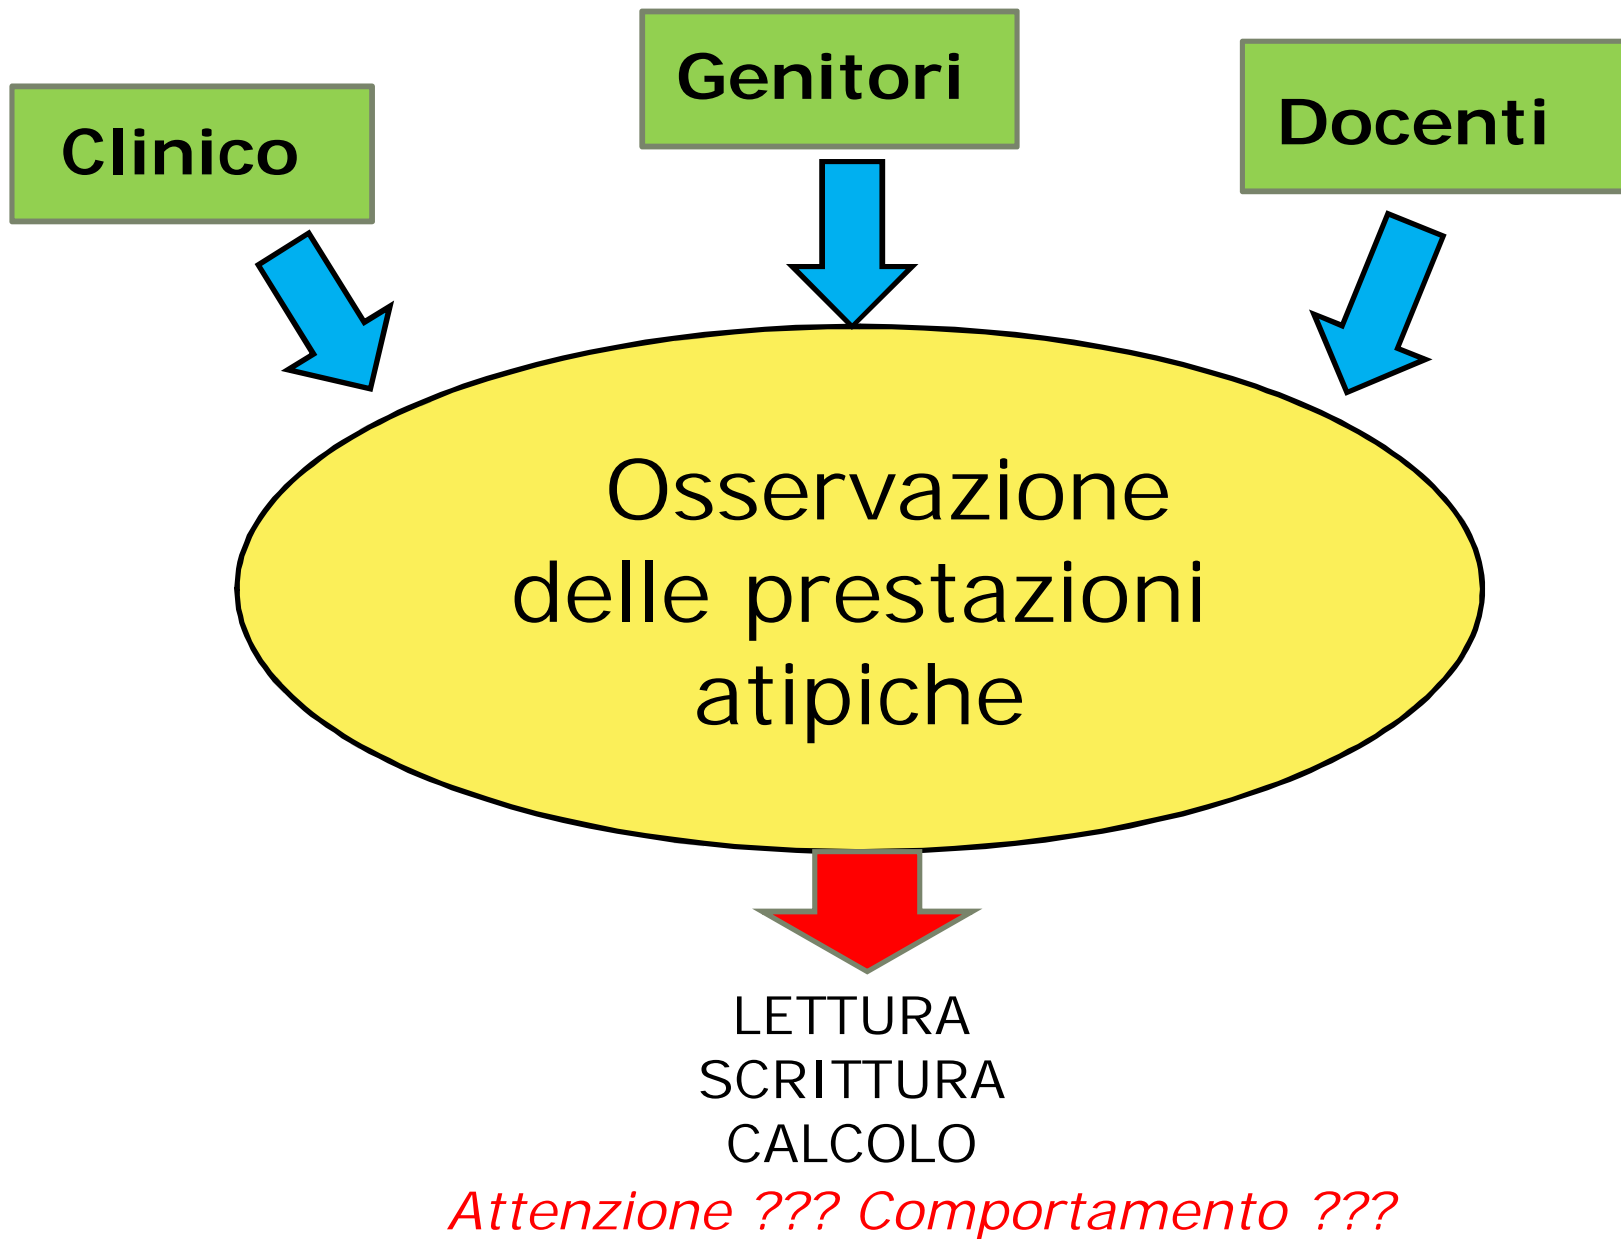 Clinico
Genitori
Docenti
Osservazione
delle prestazioni
atipiche
LETTURA
SCRITTURA
CALCOLO
Attenzione ??? Comportamento ???